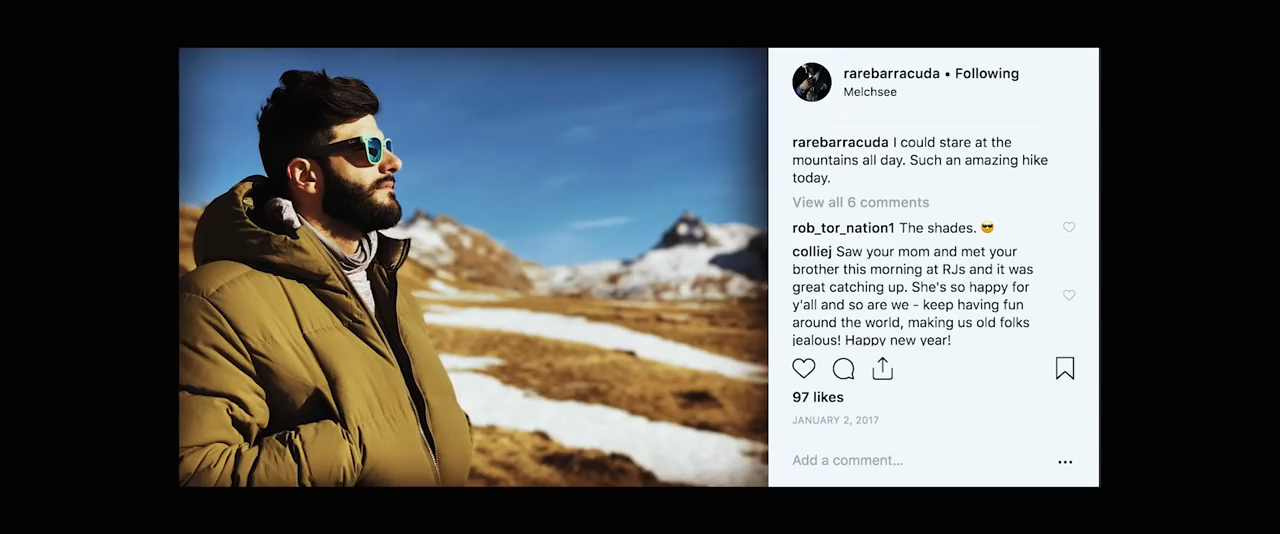 rarebarracuda • Following
Melchsee
rarebarracuda I could stare at the
mountains all day. Such an amazing hike
today.
View all 6 comments
rob_tor_nation1 The shades. 😎
colliej Saw your mom and met your
brother this morning at RJs and it was
great catching up. She's so happy for
y'all and so are we - keep having fun
around the world, making us old folks
jealous! Happy new year!
97 likes
JANUARY 2, 2017
Add a comment...